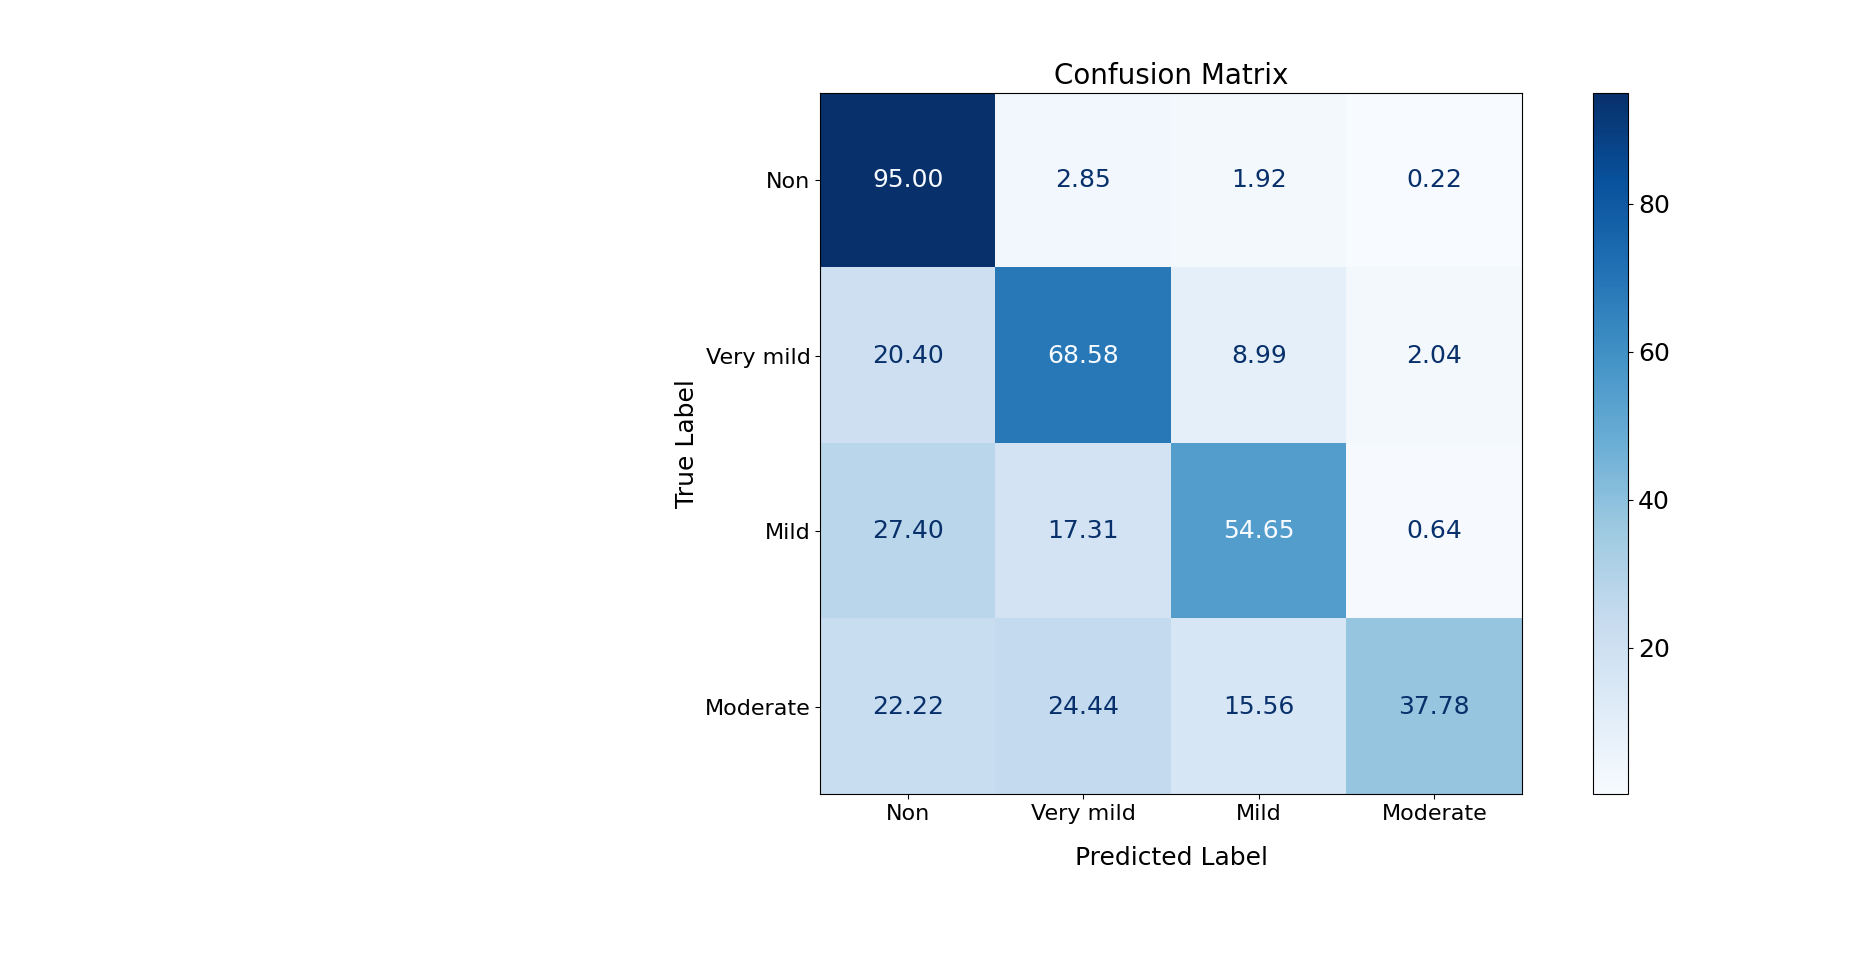 Confusion Matrix
Non 95.00 2.85 1.92 0.22
80
Very mild 20.40 68.58 8.99 2.04
60
True Label
40
Mild 27.40 17.31 54.65 0.64
20
Moderate 22.22 24.44 15.56 37.78
Non Very mild Mild Moderate
Predicted Label